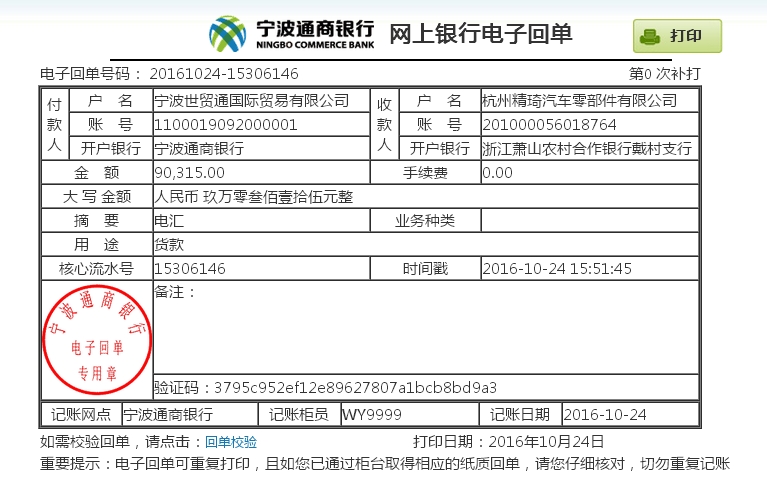 宁波通商银行 网上银行电子回单 打印
NINGBO COMMERCE BANK
电子回单号码： 20161024-15306146 第0 次补打
付款人 户 名 宁波世贸通国际贸易有限公司 收款人 户 名 杭州精琦汽车零部件有限公司
账 号 1100019092000001 账 号 201000056018764
开户银行 宁波通商银行 开户银行 浙江萧山农村合作银行戴村支行
金 额 90,315.00 手续费 0.00
大 写 金额 人民币 玖万零叁佰壹拾伍元整
摘 要 电汇 业务种类
用 途 货款
核心流水号 15306146 时间戳 2016-10-24 15:51:45
备注：
宁波通商银行
电子回单
专用章
验证码：3795c952ef12e89627807a1bcb8bd9a3
记账网点 宁波通商银行 记账柜员 WY9999 记账日期 2016-10-24
如需校验回单，请点击：回单校验 打印日期：2016年10月24日
重要提示：电子回单可重复打印，且如您已通过柜台取得相应的纸质回单，请您仔细核对，切勿重复记账